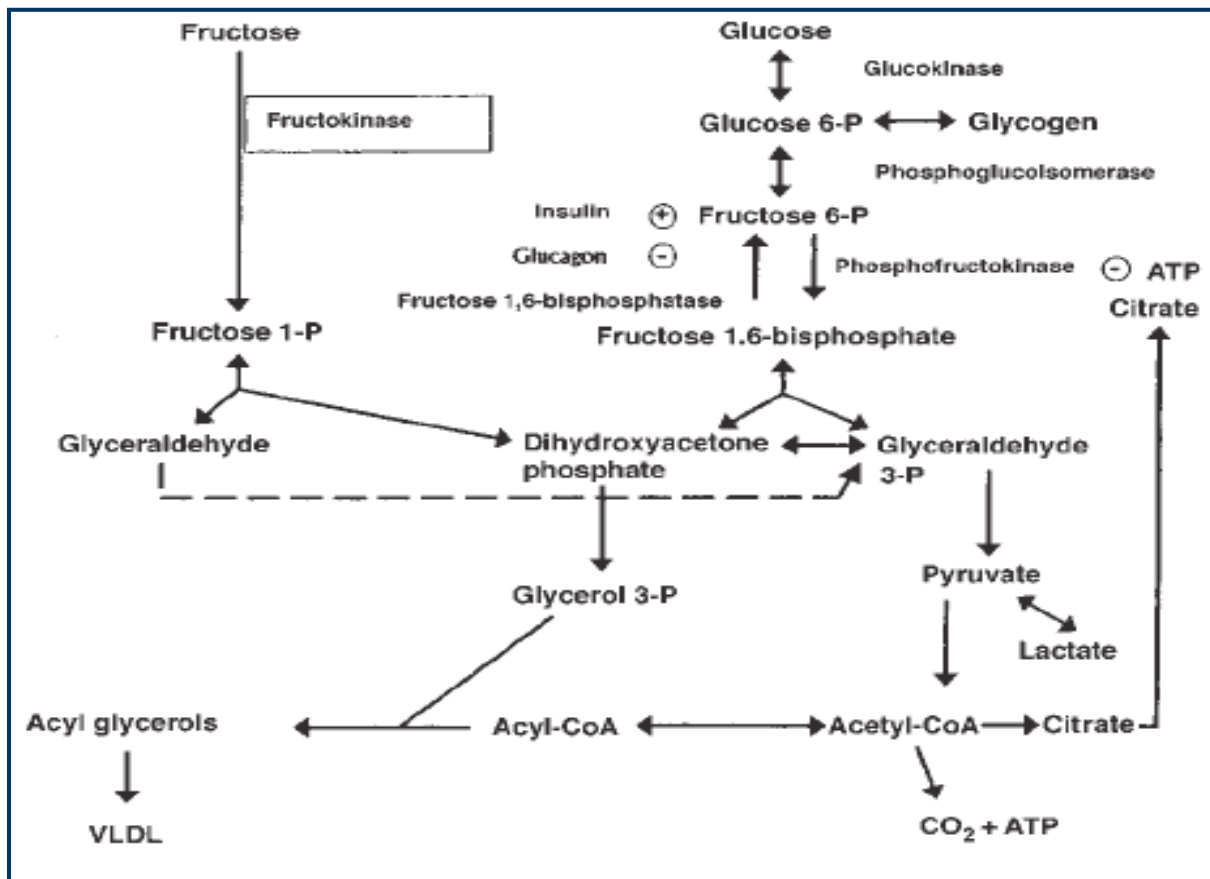 Fructose
Glucose
Glucokinase
Fructokinase
Glucose 6-P
Glycogen
Phosphoglucoisomerase
Insulin
+
Fructose 6-P
Glucagon
-
Phosphofructokinase
-
ATP
Citrate
Fructose 1,6-bisphosphatase
Fructose 1-P
Fructose 1.6-bisphosphate
Glyceraldehyde
Dihydroxyacetone
phosphate
Glyceraldehyde
3-P
Pyruvate
Glycerol 3-P
Lactate
Acyl glycerols
Acyl-CoA
Acetyl-CoA
Citrate
VLDL
CO₂ + ATP